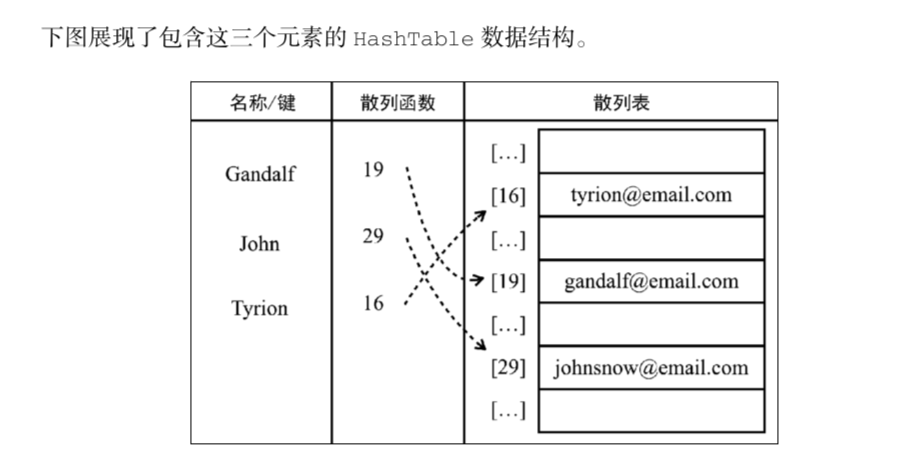 下图展现了包含这三个元素的 HashTable 数据结构。
名称/键 散列函数 散列表
[…]
Gandalf 19
[16] tyrion@email.com
John 29 […]
[19] gandalf@email.com
Tyrion 16
[…]
[29] johnsnow@email.com
[…]